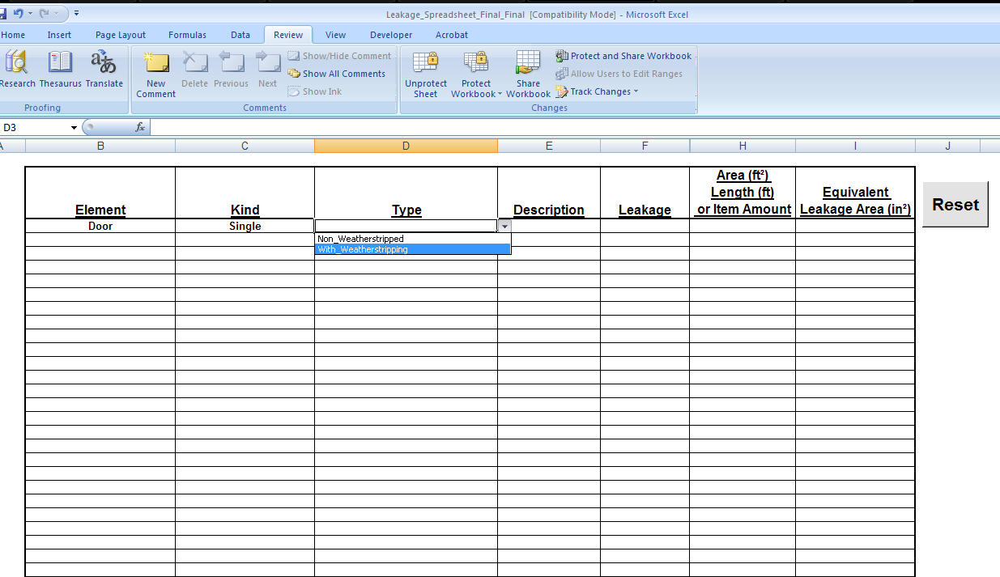 Leakage_Spreadsheet_Final_Final [Compatibility Mode] - Microsoft Excel
Home Insert Page Layout Formulas Data Review View Developer Acrobat
Research Thesaurus Translate
Proofing
New Comment
Delete Previous Next
Show/Hide Comment
Show All Comments
Show Ink
Comments
Unprotect Sheet
Protect Workbook
Share Workbook
Protect and Share Workbook
Allow Users to Edit Ranges
Track Changes
Changes
D3 fx
A B C D E F H I J
Element Kind Type Description Leakage
Area (ft²)
Length (ft)
or Item Amount
Equivalent
Leakage Area (in²)
Reset
Door Single
Non_Weatherstripped
With_Weatherstripping